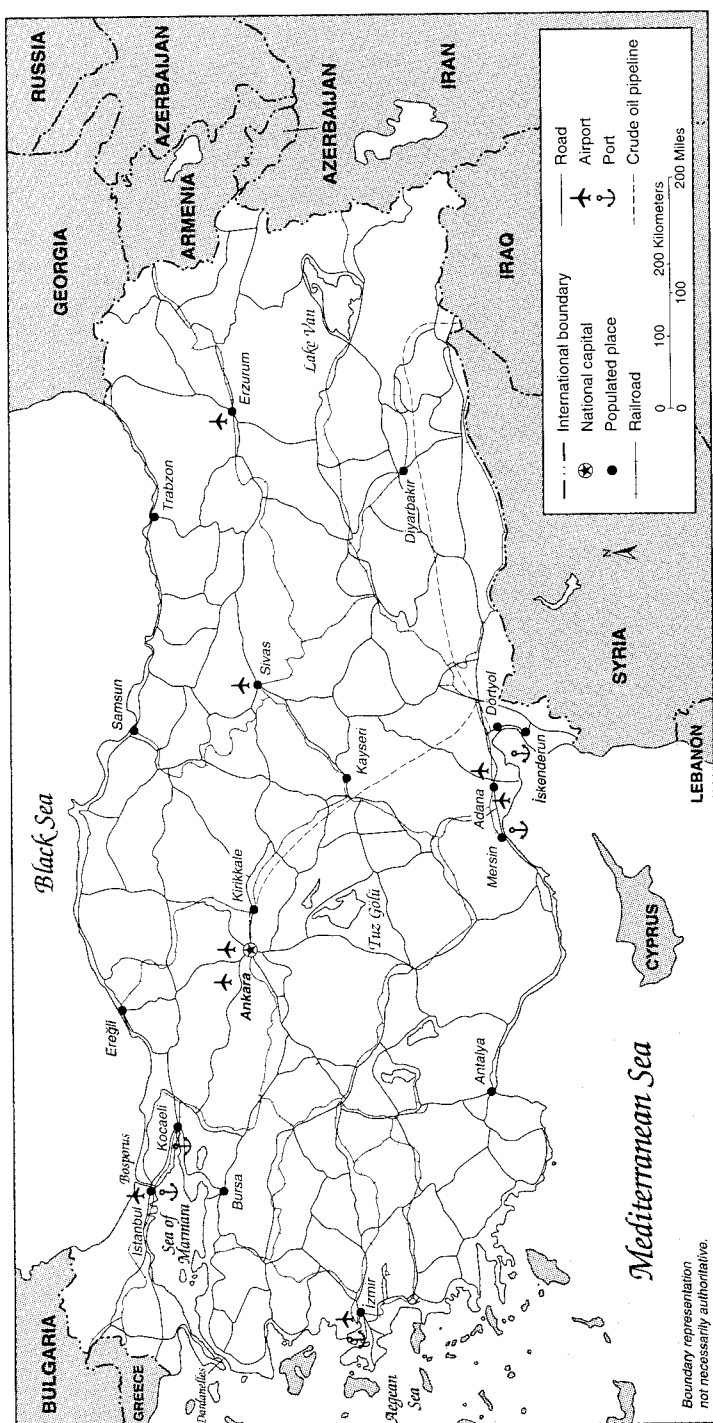 BULGARIA
GREECE
Black Sea
GEORGIA
RUSSIA
AZERBAIJAN
ARMENIA
AZERBAIJAN
IRAN
IRAQ
SYRIA
LEBANON
CYPRUS
Mediterranean Sea
Aegean
Sea
Dardanelles
Sea of
Marmara
Bosporus
İstanbul
Kocaeli
Bursa
İzmir
Ereğli
Ankara
Kirikkale
Tuz Gölü
Antalya
Samsun
Sivas
Kayseri
Mersin
Adana
Dörtyol
İskenderun
Trabzon
Erzurum
Lake Van
Diyarbakır
N
International boundary
National capital
Populated place
Railroad
Road
Airport
Port
Crude oil pipeline
0 100 200 Kilometers
0 100 200 Miles
Boundary representation
not necessarily authoritative.